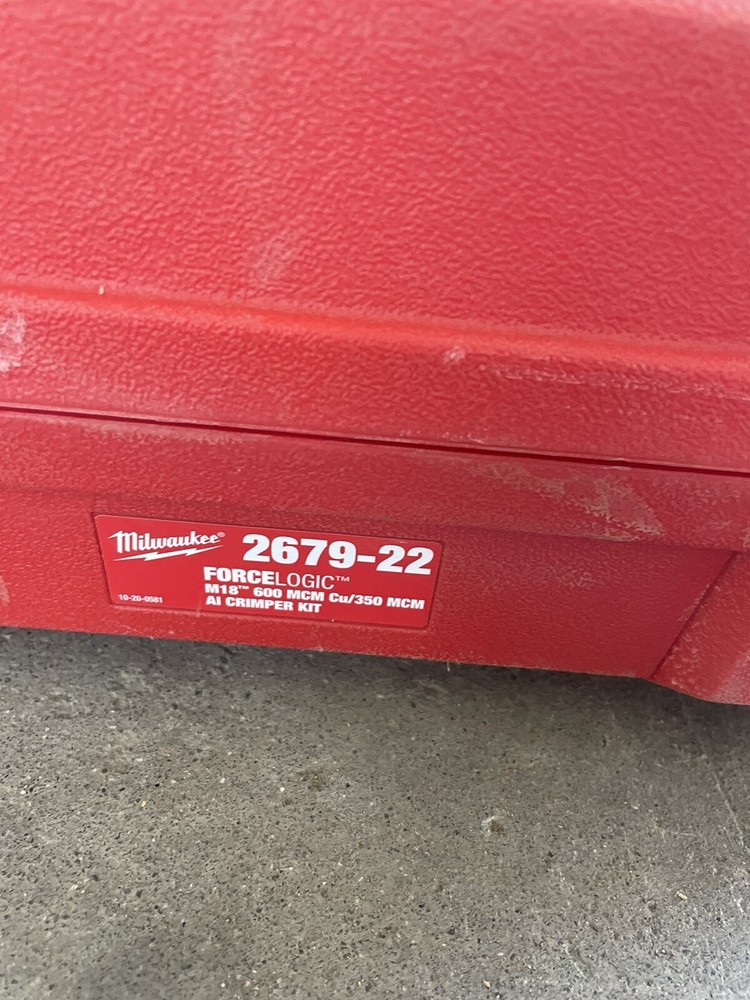 Milwaukee® 2679-22
FORCELOGIC™
M18™ 600 MCM Cu/350 MCM
10-20-0581 Al CRIMPER KIT